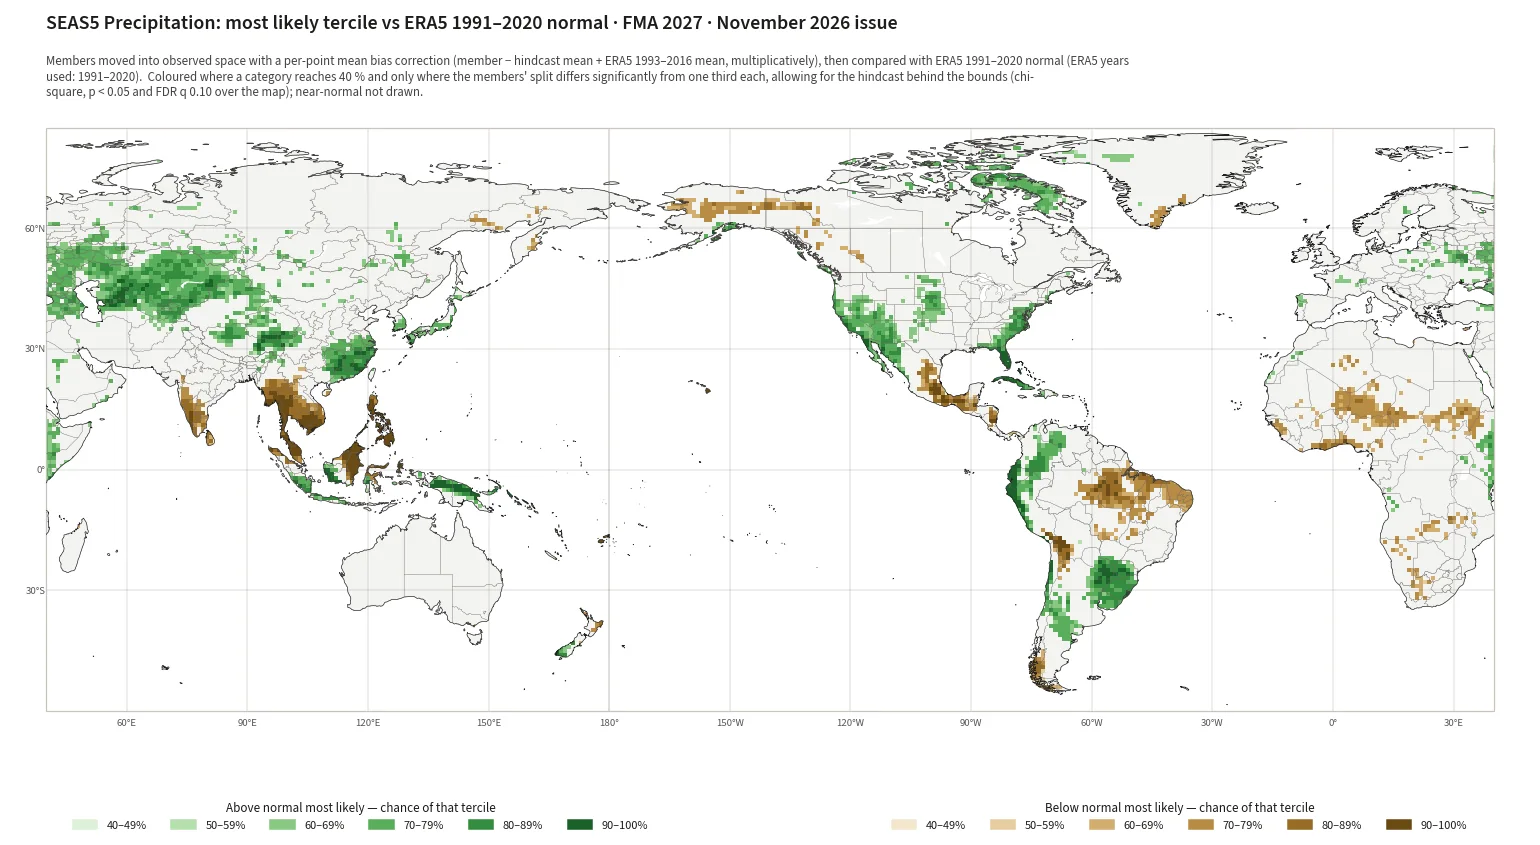 SEAS5 Precipitation: most likely tercile vs ERA5 1991–2020 normal · FMA 2027 · November 2026 issue
Members moved into observed space with a per-point mean bias correction (member − hindcast mean + ERA5 1993–2016 mean, multiplicatively), then compared with ERA5 1991–2020 normal (ERA5 years
used: 1991–2020). Coloured where a category reaches 40 % and only where the members' split differs significantly from one third each, allowing for the hindcast behind the bounds (chi-
square, p < 0.05 and FDR q 0.10 over the map); near-normal not drawn.
60°N
30°N
0°
30°S
60°E 90°E 120°E 150°E 180° 150°W 120°W 90°W 60°W 30°W 0° 30°E
Above normal most likely — chance of that tercile
40–49% 50–59% 60–69% 70–79% 80–89% 90–100%
Below normal most likely — chance of that tercile
40–49% 50–59% 60–69% 70–79% 80–89% 90–100%